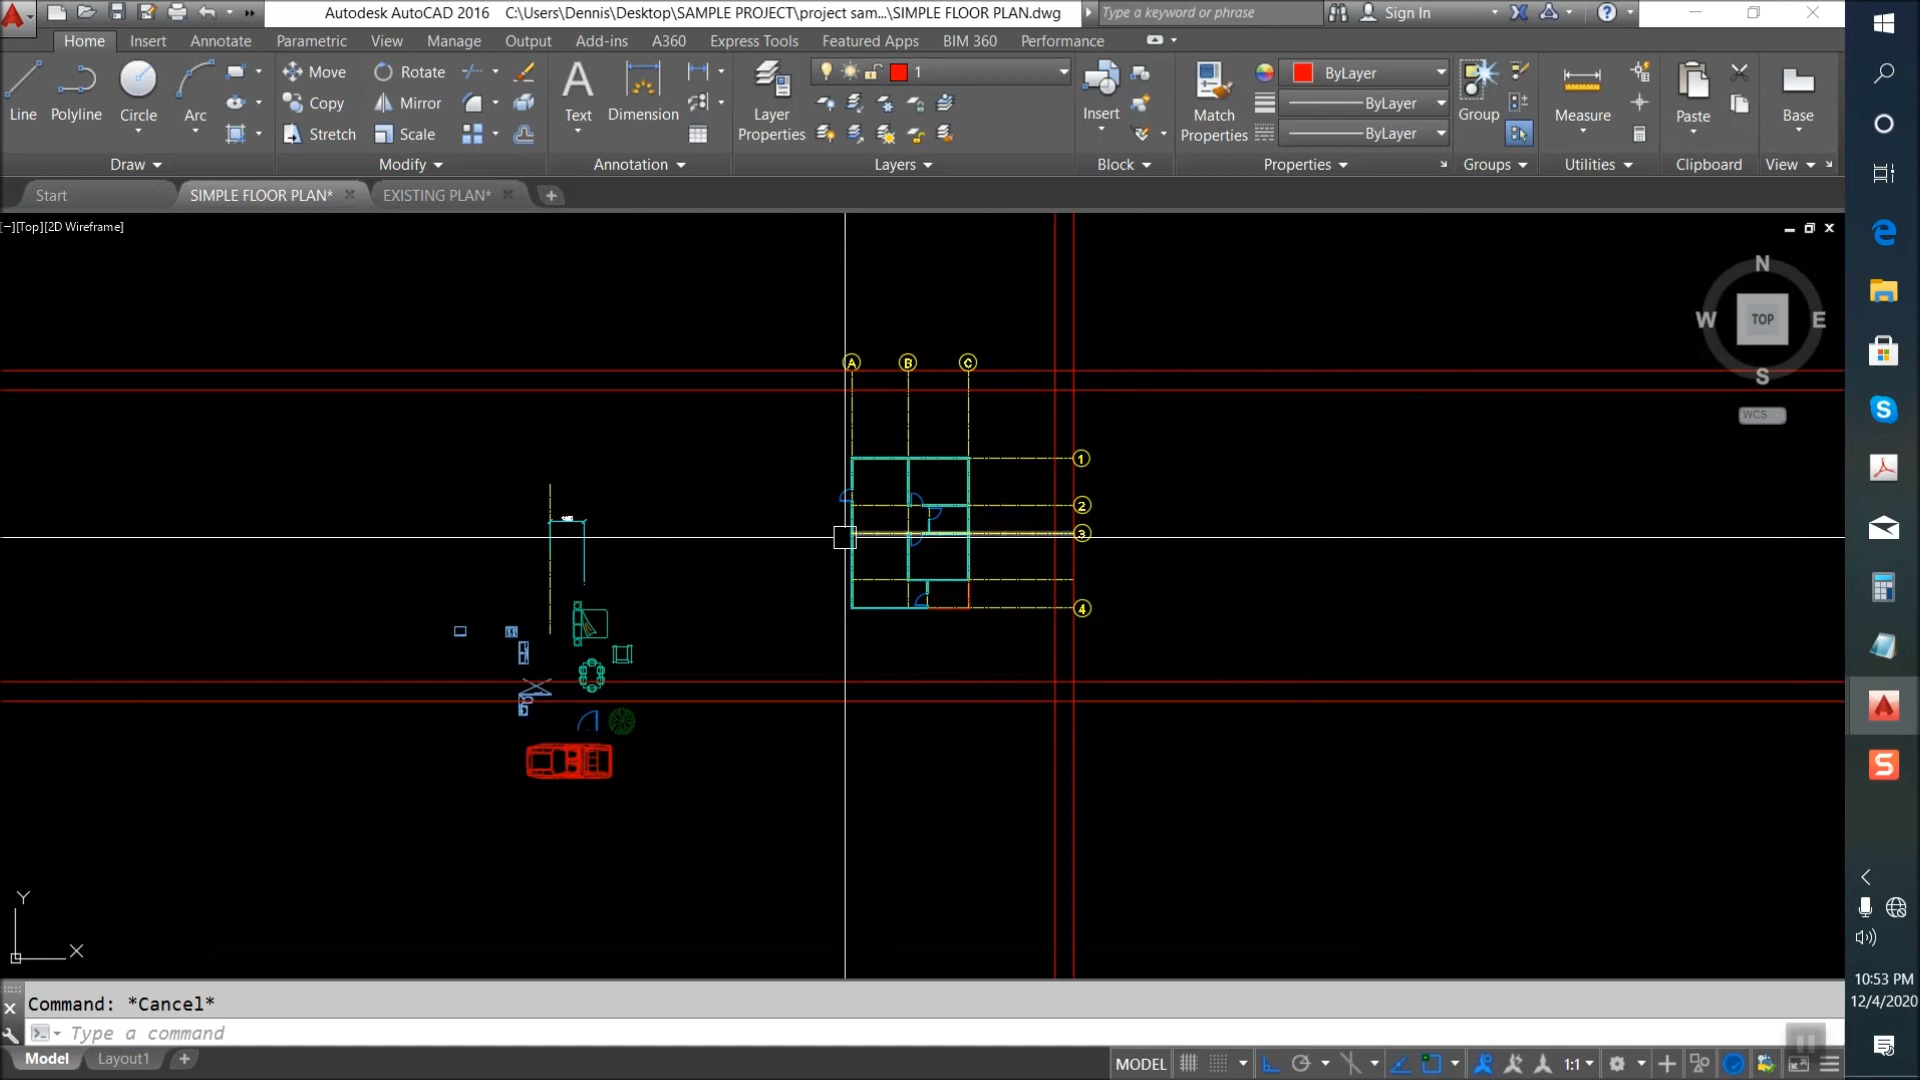 Autodesk AutoCAD 2016 C:\Users\Dennis\Desktop\SAMPLE PROJECT\project sam...\SIMPLE FLOOR PLAN.dwg
Type a keyword or phrase
Sign In
Home Insert Annotate Parametric View Manage Output Add-ins A360 Express Tools Featured Apps BIM 360 Performance
Line Polyline Circle Arc
Move Rotate
Copy Mirror
Stretch Scale
Text Dimension
Layer Properties
1
Insert
Match Properties
ByLayer
ByLayer
ByLayer
Group
Measure
Paste
Base
Draw Modify Annotation Layers Block Properties Groups Utilities Clipboard View
Start SIMPLE FLOOR PLAN* EXISTING PLAN*
[−][Top][2D Wireframe]
N
W TOP E
S
WCS
A B C
1
2
3
4
Y
X
Command: *Cancel*
Type a command
Model Layout1
MODEL 1:1
10:53 PM
12/4/2020